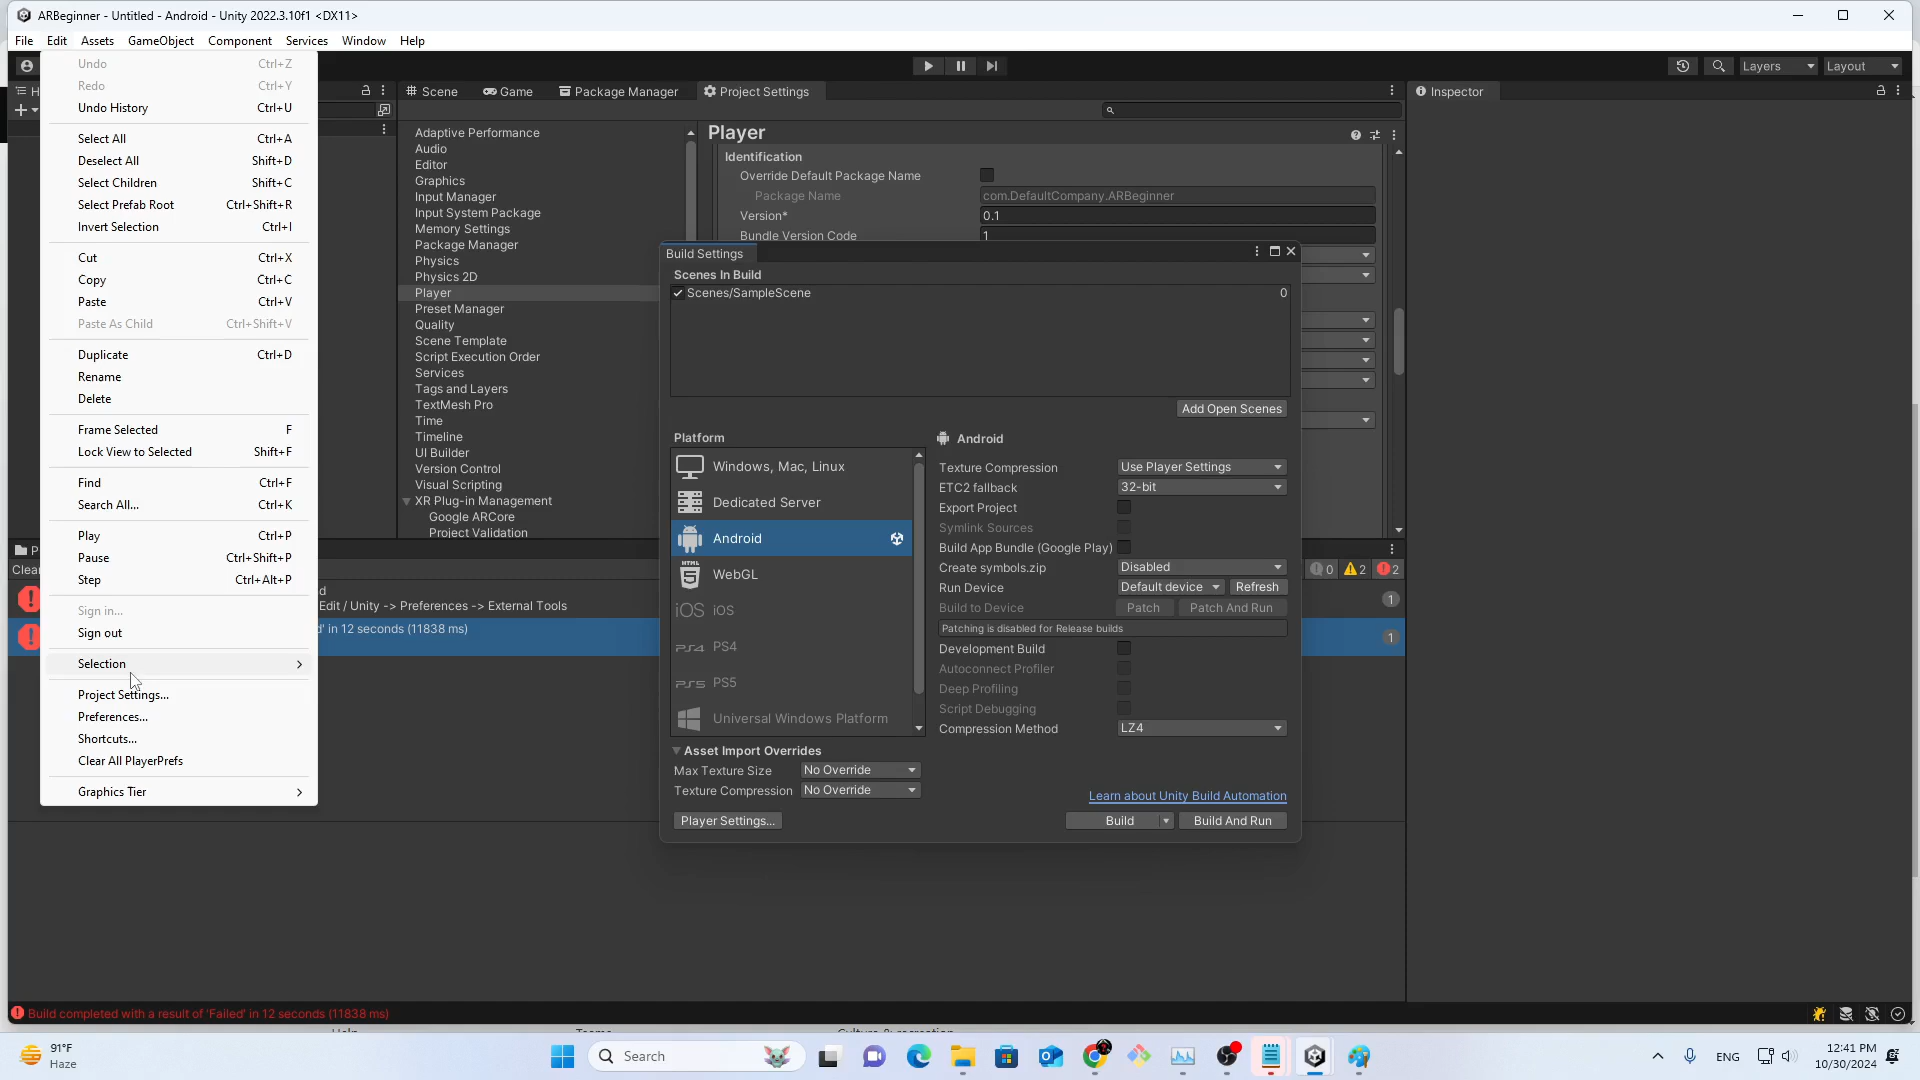 ARBeginner - Untitled - Android - Unity 2022.3.10f1 <DX11>
File Edit Assets GameObject Component Services Window Help
Layers Layout
Undo Ctrl+Z
Redo Ctrl+Y
Undo History Ctrl+U
Select All Ctrl+A
Deselect All Shift+D
Select Children Shift+C
Select Prefab Root Ctrl+Shift+R
Invert Selection Ctrl+I
Cut Ctrl+X
Copy Ctrl+C
Paste Ctrl+V
Paste As Child Ctrl+Shift+V
Duplicate Ctrl+D
Rename
Delete
Frame Selected F
Lock View to Selected Shift+F
Find Ctrl+F
Search All... Ctrl+K
Play Ctrl+P
Pause Ctrl+Shift+P
Step Ctrl+Alt+P
Sign in...
Sign out
Selection
Project Settings...
Preferences...
Shortcuts...
Clear All PlayerPrefs
Graphics Tier
H
Scene Game Package Manager Project Settings
Inspector
Adaptive Performance
Audio
Editor
Graphics
Input Manager
Input System Package
Memory Settings
Package Manager
Physics
Physics 2D
Player
Preset Manager
Quality
Scene Template
Script Execution Order
Services
Tags and Layers
TextMesh Pro
Time
Timeline
UI Builder
Version Control
Visual Scripting
XR Plug-in Management
Google ARCore
Project Validation
Player
Identification
Override Default Package Name
Package Name com.DefaultCompany.ARBeginner
Version* 0.1
Bundle Version Code 1
Build Settings
Scenes In Build
Scenes/SampleScene 0
Add Open Scenes
Platform
Windows, Mac, Linux
Dedicated Server
Android
HTML
WebGL
iOS iOS
PS4 PS4
PS5 PS5
Universal Windows Platform
Android
Texture Compression Use Player Settings
ETC2 fallback 32-bit
Export Project
Symlink Sources
Build App Bundle (Google Play)
Create symbols.zip Disabled
Run Device Default device Refresh
Build to Device Patch Patch And Run
Patching is disabled for Release builds
Development Build
Autoconnect Profiler
Deep Profiling
Script Debugging
Compression Method LZ4
Asset Import Overrides
Max Texture Size No Override
Texture Compression No Override
Learn about Unity Build Automation
Player Settings... Build Build And Run
P
Clear
0 2 2
d
Edit / Unity -> Preferences -> External Tools 1
d' in 12 seconds (11838 ms) 1
Build completed with a result of 'Failed' in 12 seconds (11838 ms)
91°F
Haze
Search
ENG
12:41 PM
10/30/2024